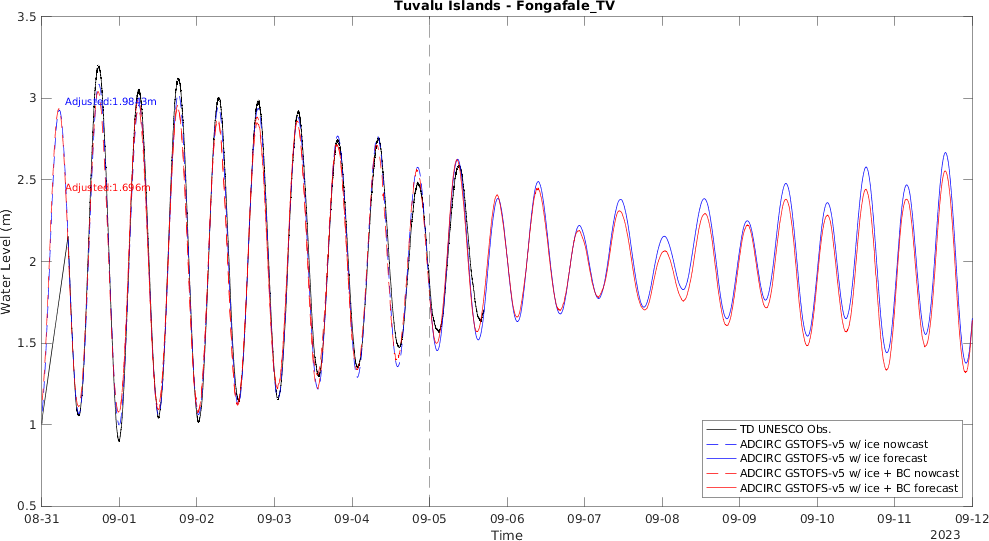 Tuvalu Islands - Fongafale_TV
3.5
3
2.5
2
1.5
1
0.5
Water Level (m)
Adjusted:1.9843m
Adjusted:1.696m
TD UNESCO Obs.
ADCIRC GSTOFS-v5 w/ ice nowcast
ADCIRC GSTOFS-v5 w/ ice forecast
ADCIRC GSTOFS-v5 w/ ice + BC nowcast
ADCIRC GSTOFS-v5 w/ ice + BC forecast
08-31 09-01 09-02 09-03 09-04 09-05 09-06 09-07 09-08 09-09 09-10 09-11 09-12
Time
2023